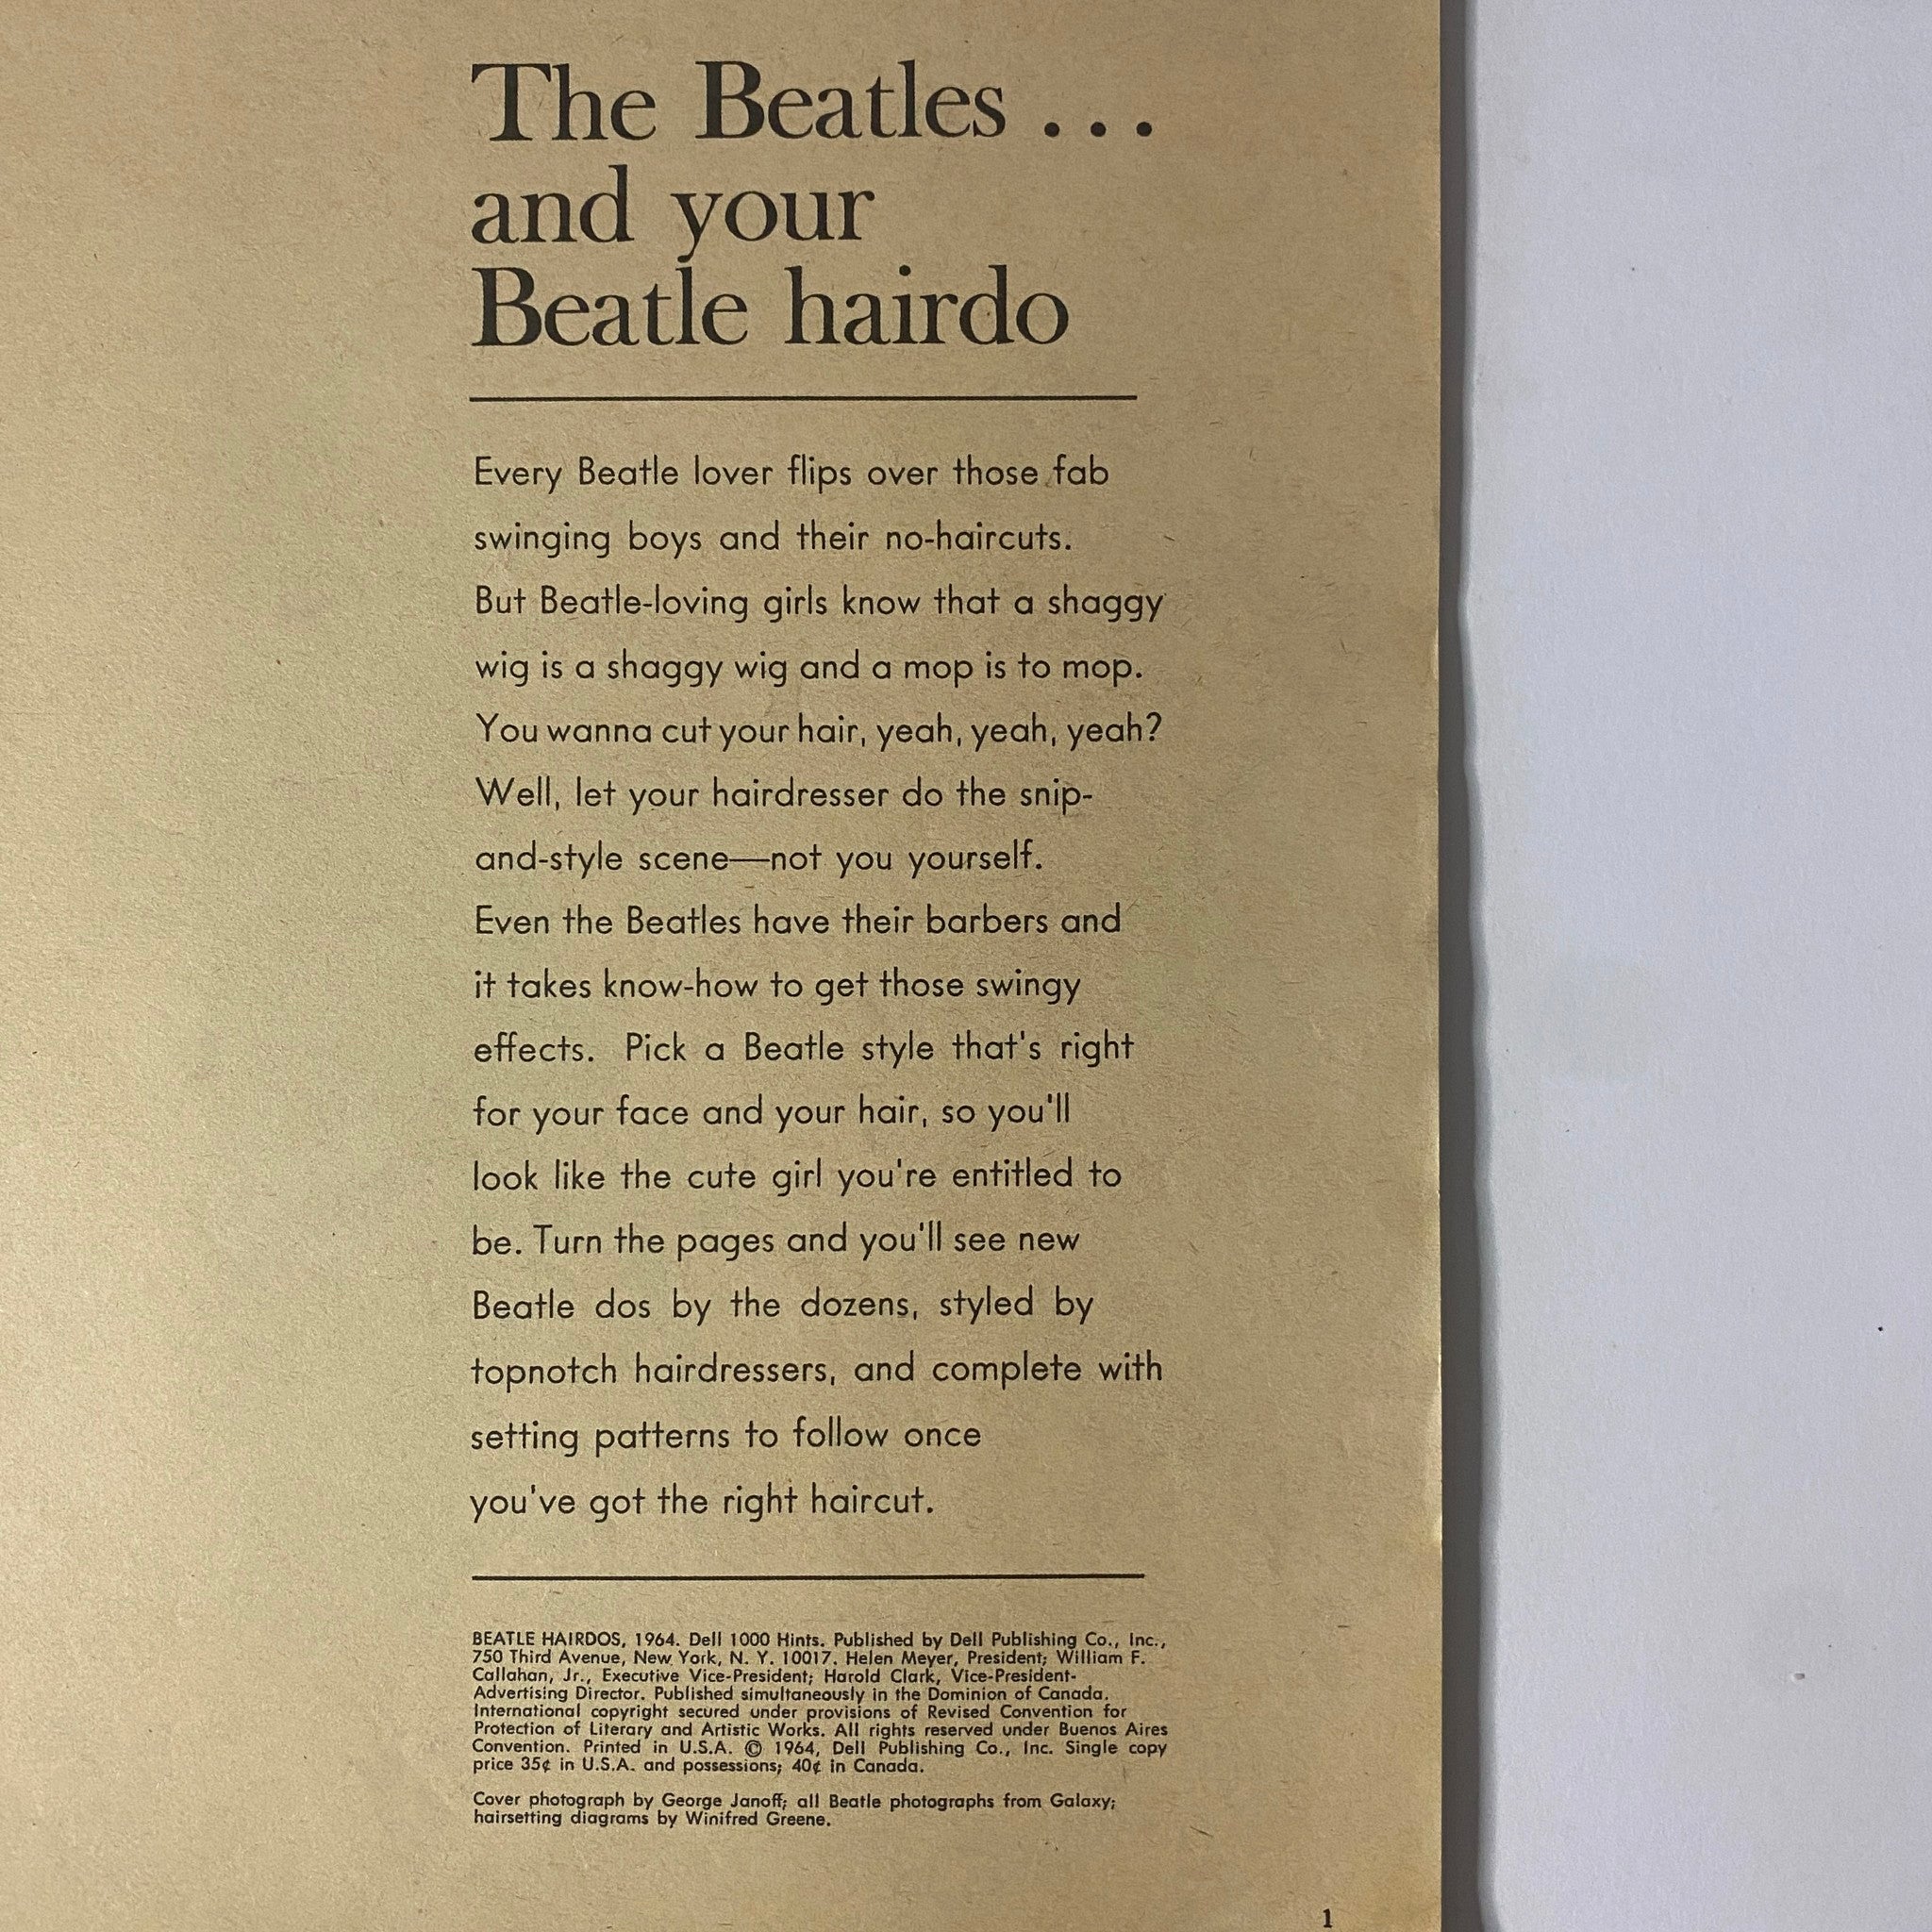 The Beatles . . .
and your
Beatle hairdo
Every Beatle lover flips over those fab
swinging boys and their no-haircuts.
But Beatle-loving girls know that a shaggy
wig is a shaggy wig and a mop is to mop.
You wanna cut your hair, yeah, yeah, yeah?
Well, let your hairdresser do the snip-
and-style scene—not you yourself.
Even the Beatles have their barbers and
it takes know-how to get those swingy
effects. Pick a Beatle style that's right
for your face and your hair, so you'll
look like the cute girl you're entitled to
be. Turn the pages and you'll see new
Beatle dos by the dozens, styled by
topnotch hairdressers, and complete with
setting patterns to follow once
you've got the right haircut.
BEATLE HAIRDOS, 1964. Dell 1000 Hints. Published by Dell Publishing Co., Inc.,
750 Third Avenue, New York, N. Y. 10017. Helen Meyer, President; William F.
Callahan, Jr., Executive Vice-President; Harold Clark, Vice-President-
Advertising Director. Published simultaneously in the Dominion of Canada.
International copyright secured under provisions of Revised Convention for
Protection of Literary and Artistic Works. All rights reserved under Buenos Aires
Convention. Printed in U.S.A. © 1964, Dell Publishing Co., Inc. Single copy
price 35¢ in U.S.A. and possessions; 40¢ in Canada.
Cover photograph by George Janoff; all Beatle photographs from Galaxy;
hairsetting diagrams by Winifred Greene.
1